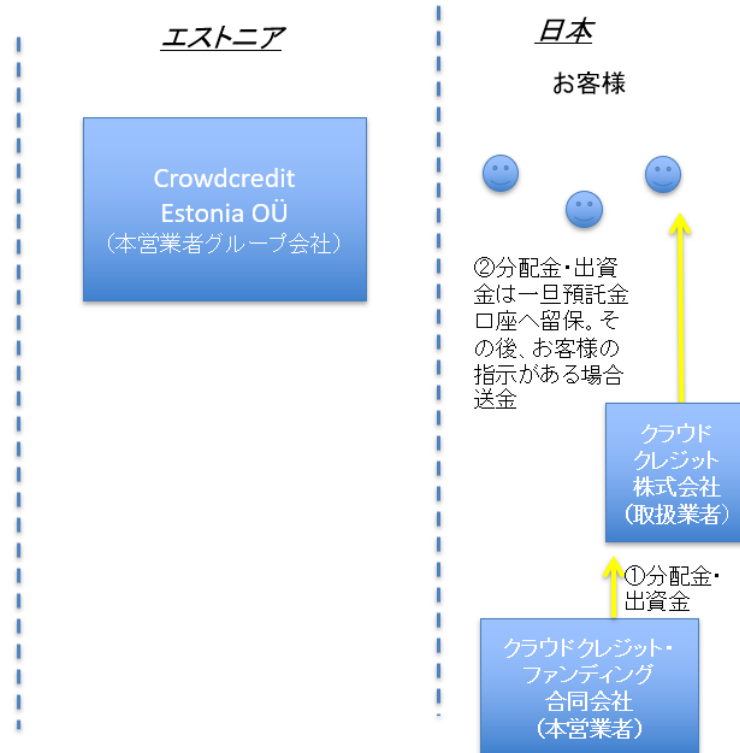 エストニア
日本
お客様
Crowdcredit
Estonia OÜ
（本営業者グループ会社）
②分配金・出資
金は一旦預託金
口座へ留保。そ
の後、お客様の
指示がある場合
送金
クラウド
クレジット
株式会社
（取扱業者）
①分配金・
出資金
クラウドクレジット・
ファンディング
合同会社
（本営業者）